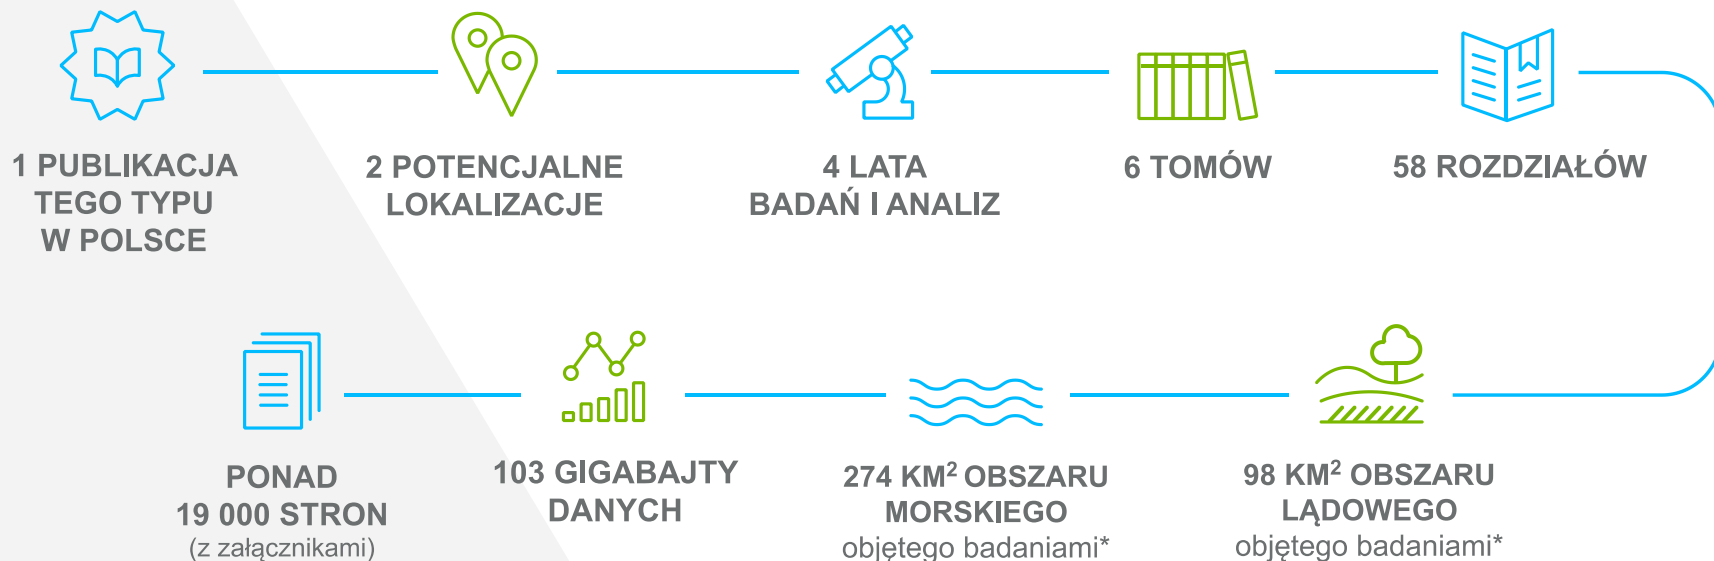 1 PUBLIKACJA
TEGO TYPU
W POLSCE
2 POTENCJALNE
LOKALIZACJE
4 LATA
BADAŃ I ANALIZ
6 TOMÓW
58 ROZDZIAŁÓW
PONAD
19 000 STRON
(z załącznikami)
103 GIGABAJTY
DANYCH
274 KM² OBSZARU
MORSKIEGO
objętego badaniami*
98 KM² OBSZARU
LĄDOWEGO
objętego badaniami*